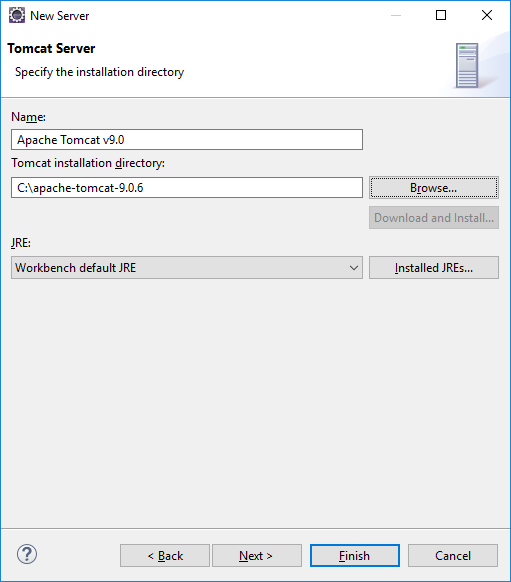 New Server
Tomcat Server
Specify the installation directory
Name:
Apache Tomcat v9.0
Tomcat installation directory:
C:\apache-tomcat-9.0.6
Browse...
Download and Install...
JRE:
Workbench default JRE
Installed JREs...
?
< Back
Next >
Finish
Cancel